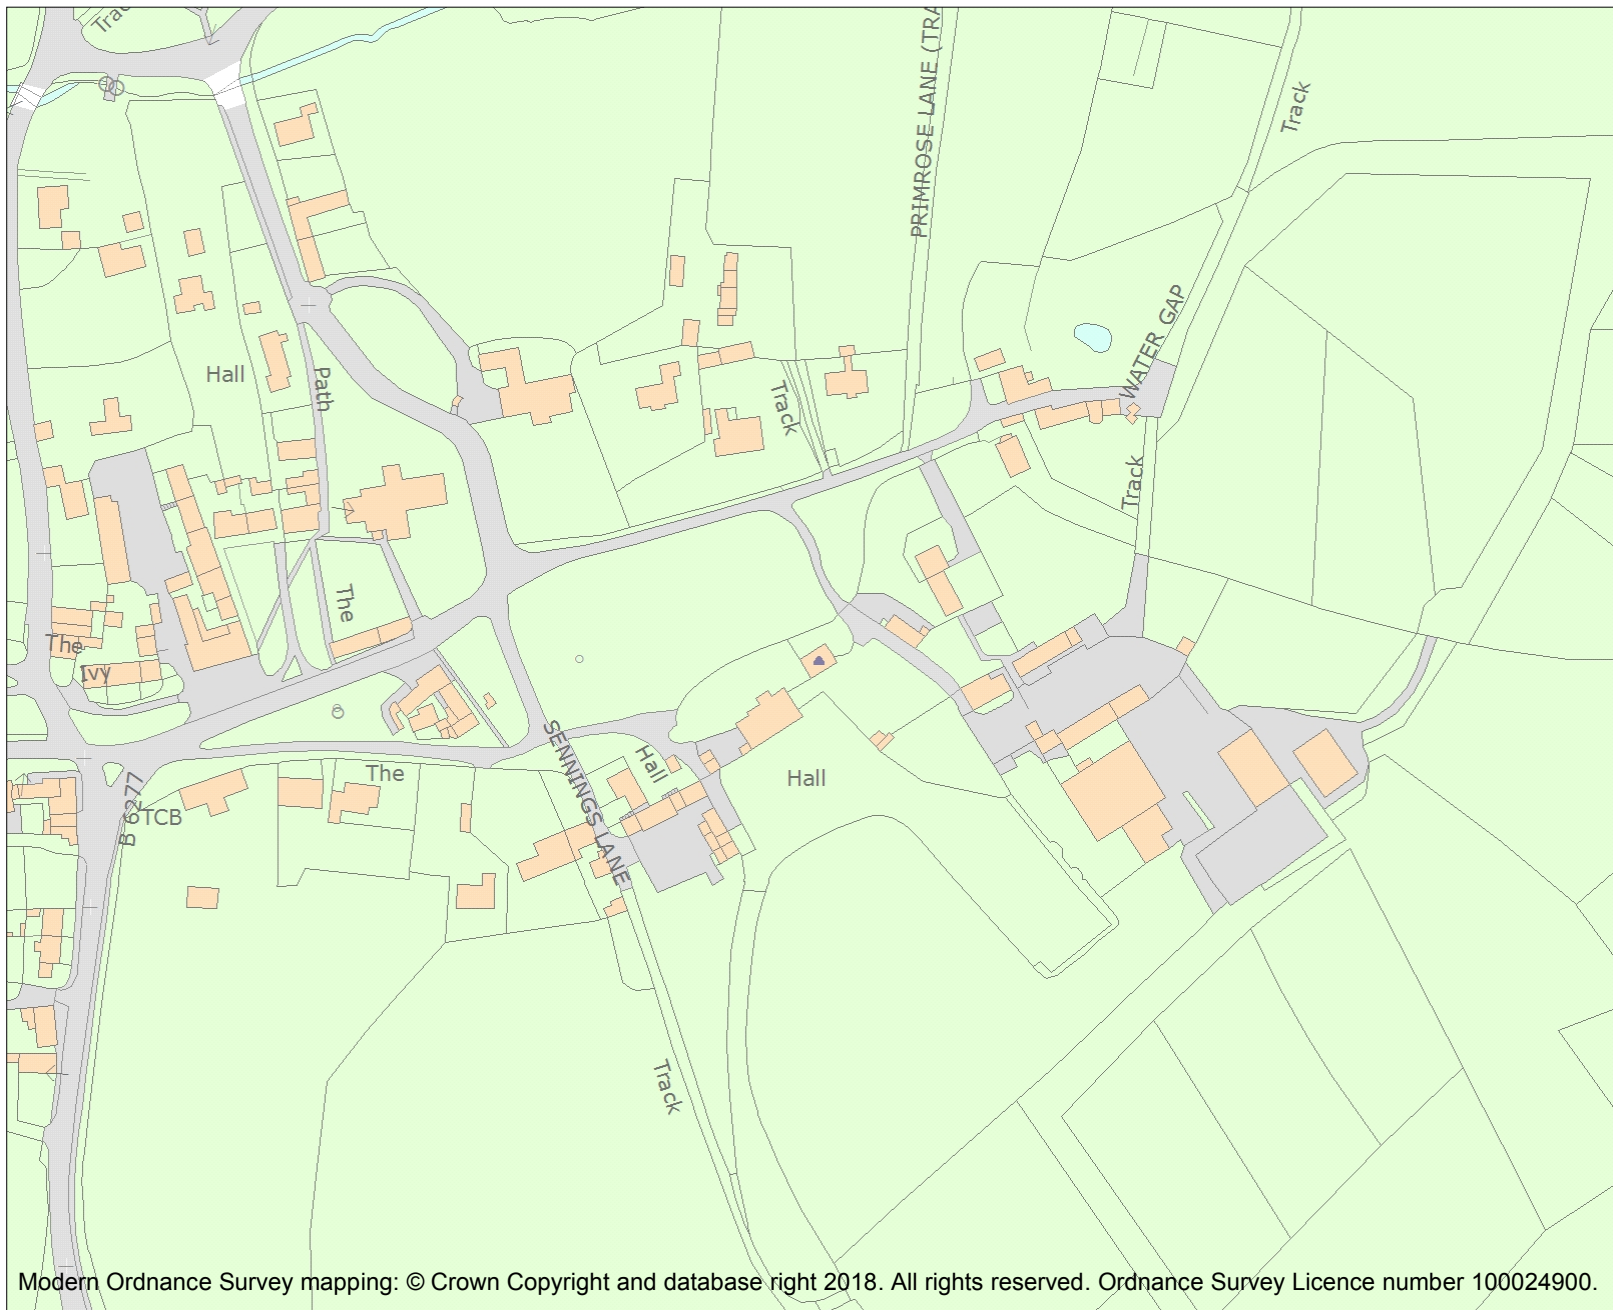 Trac
PRIMROSE LANE (TRA
Track
WATER GAP
Hall
Path
Track
Track
The
The
Ivy
SENNINGS LANE
Hall
The
Hall
B 6277
TCB
Track
Modern Ordnance Survey mapping: © Crown Copyright and database right 2018. All rights reserved. Ordnance Survey Licence number 100024900.